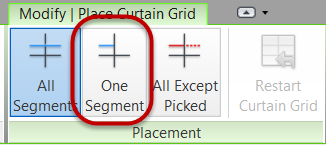 Modify | Place Curtain Grid
All
Segments
One
Segment
All Except
Picked
Restart
Curtain Grid
Placement